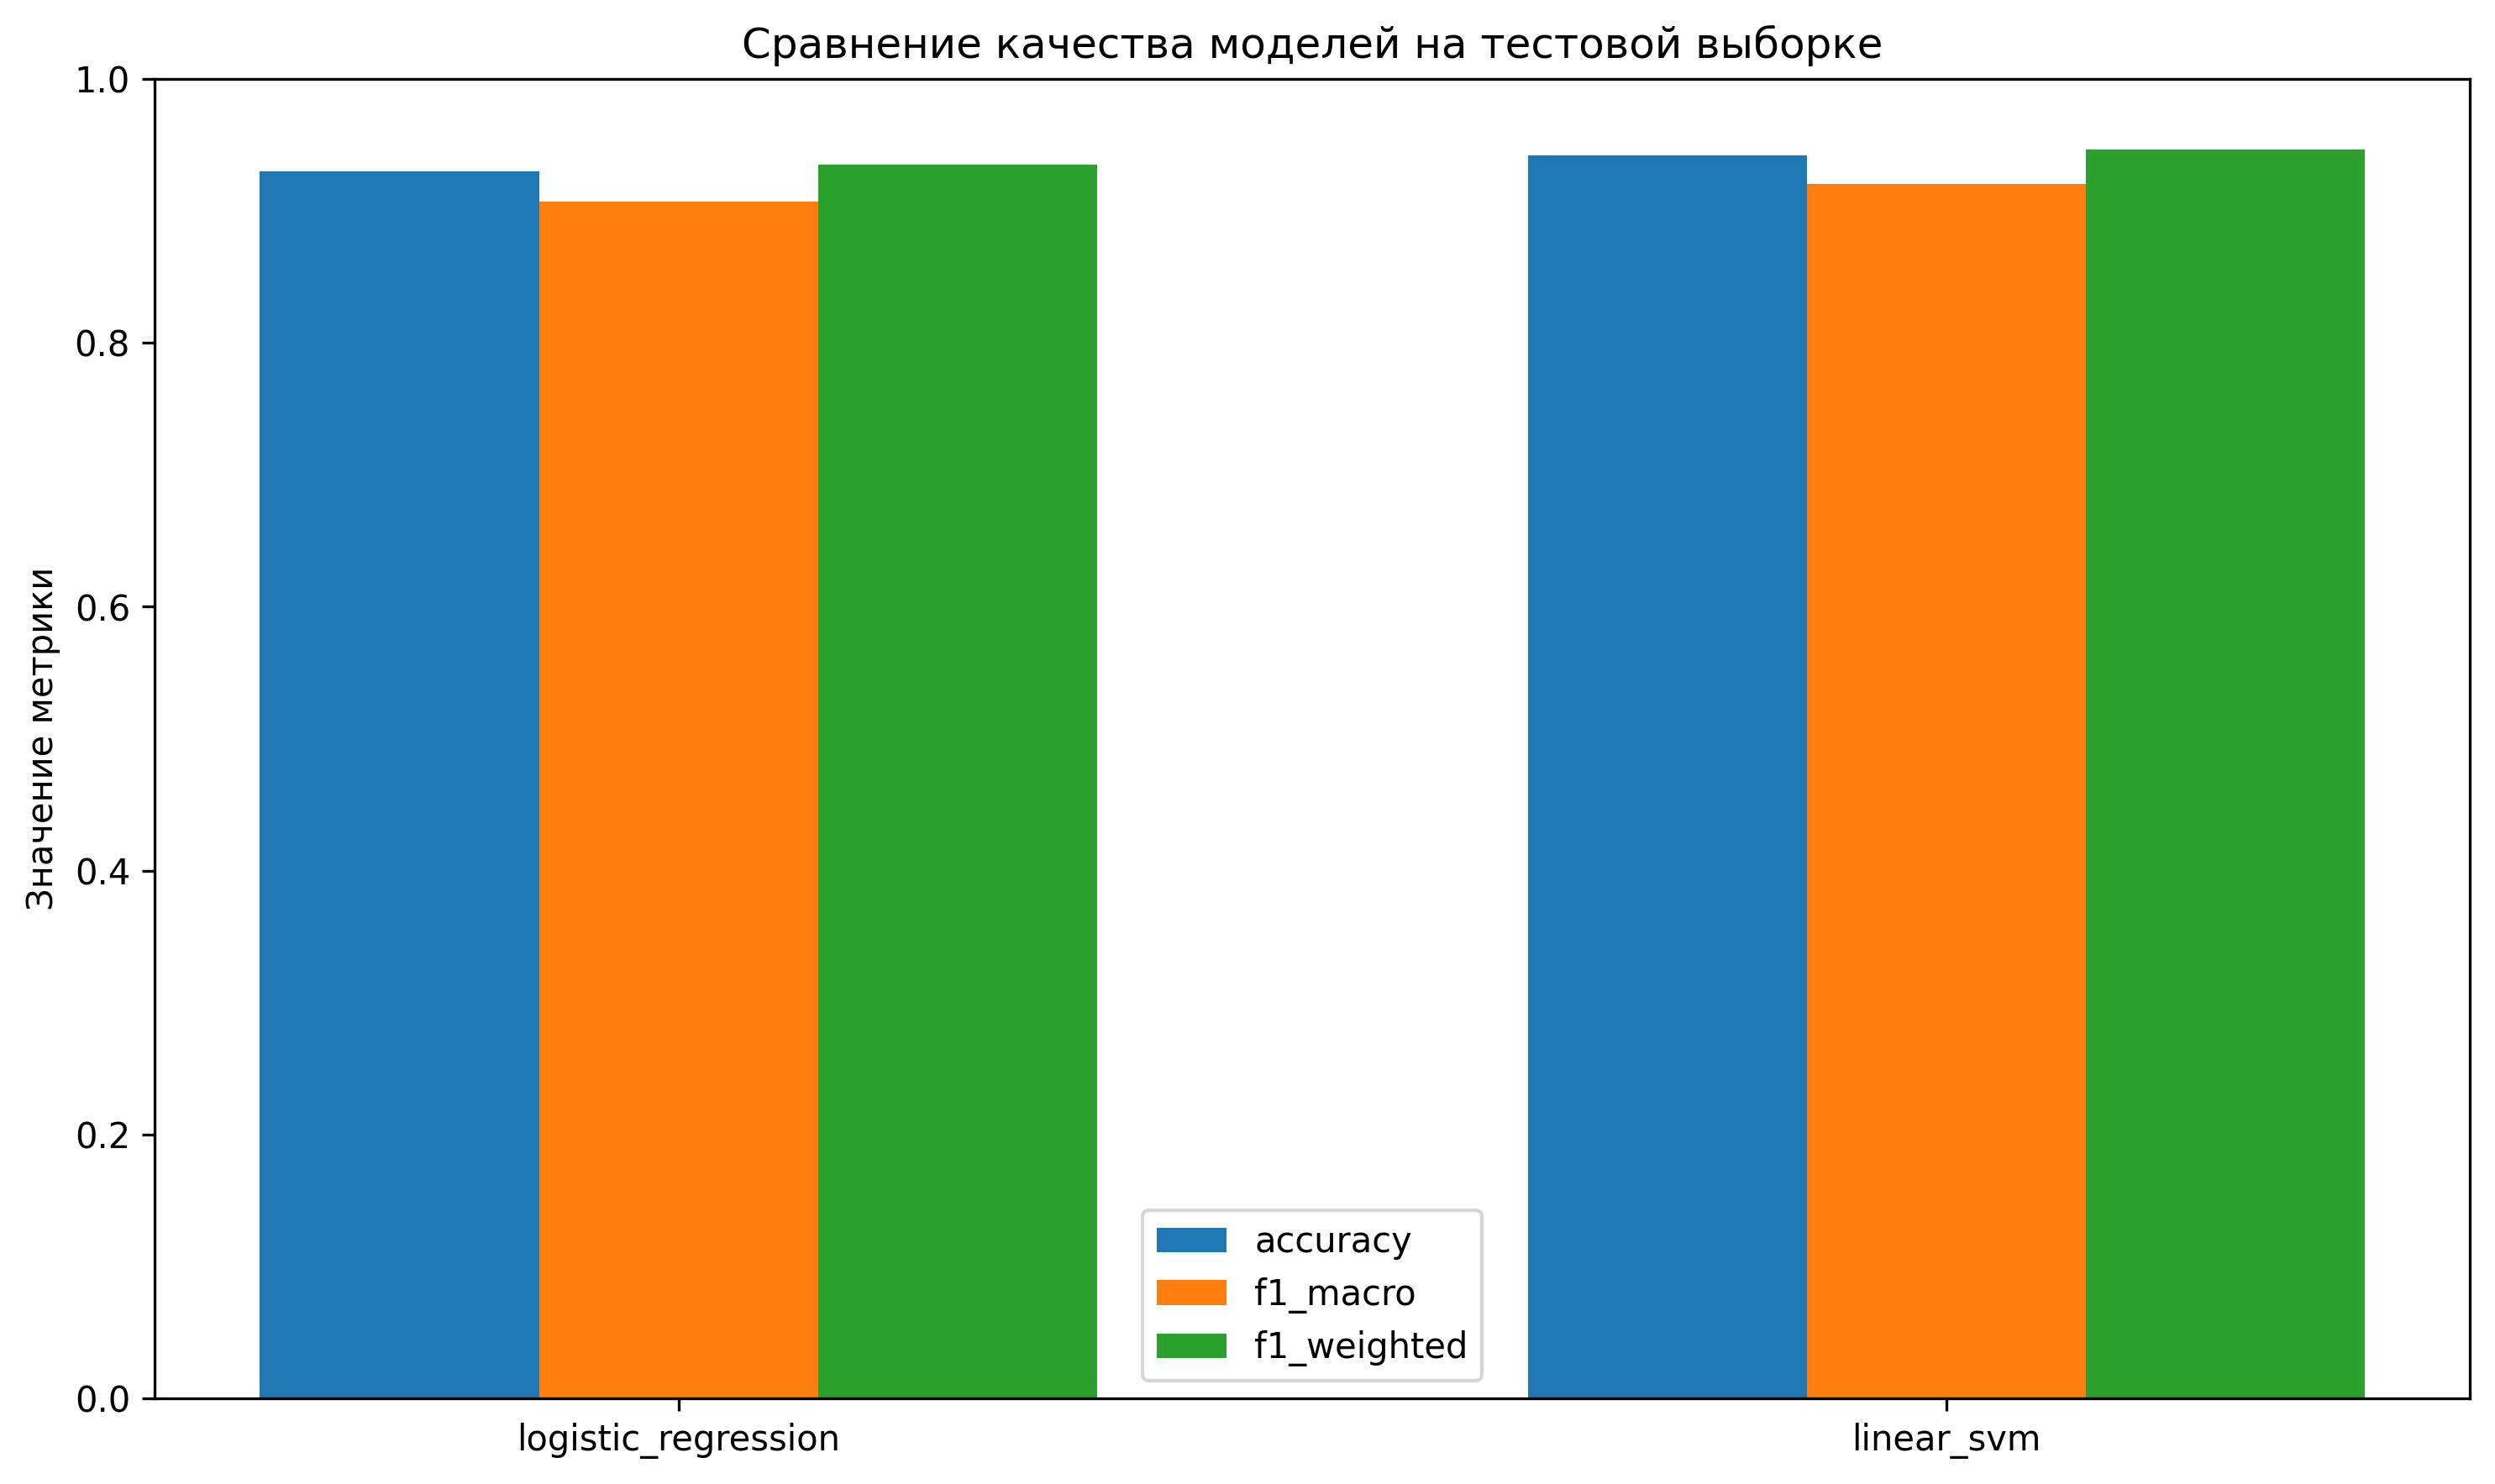 Сравнение качества моделей на тестовой выборке
Значение метрики
1.0
0.8
0.6
0.4
0.2
0.0
accuracy
f1_macro
f1_weighted
logistic_regression
linear_svm